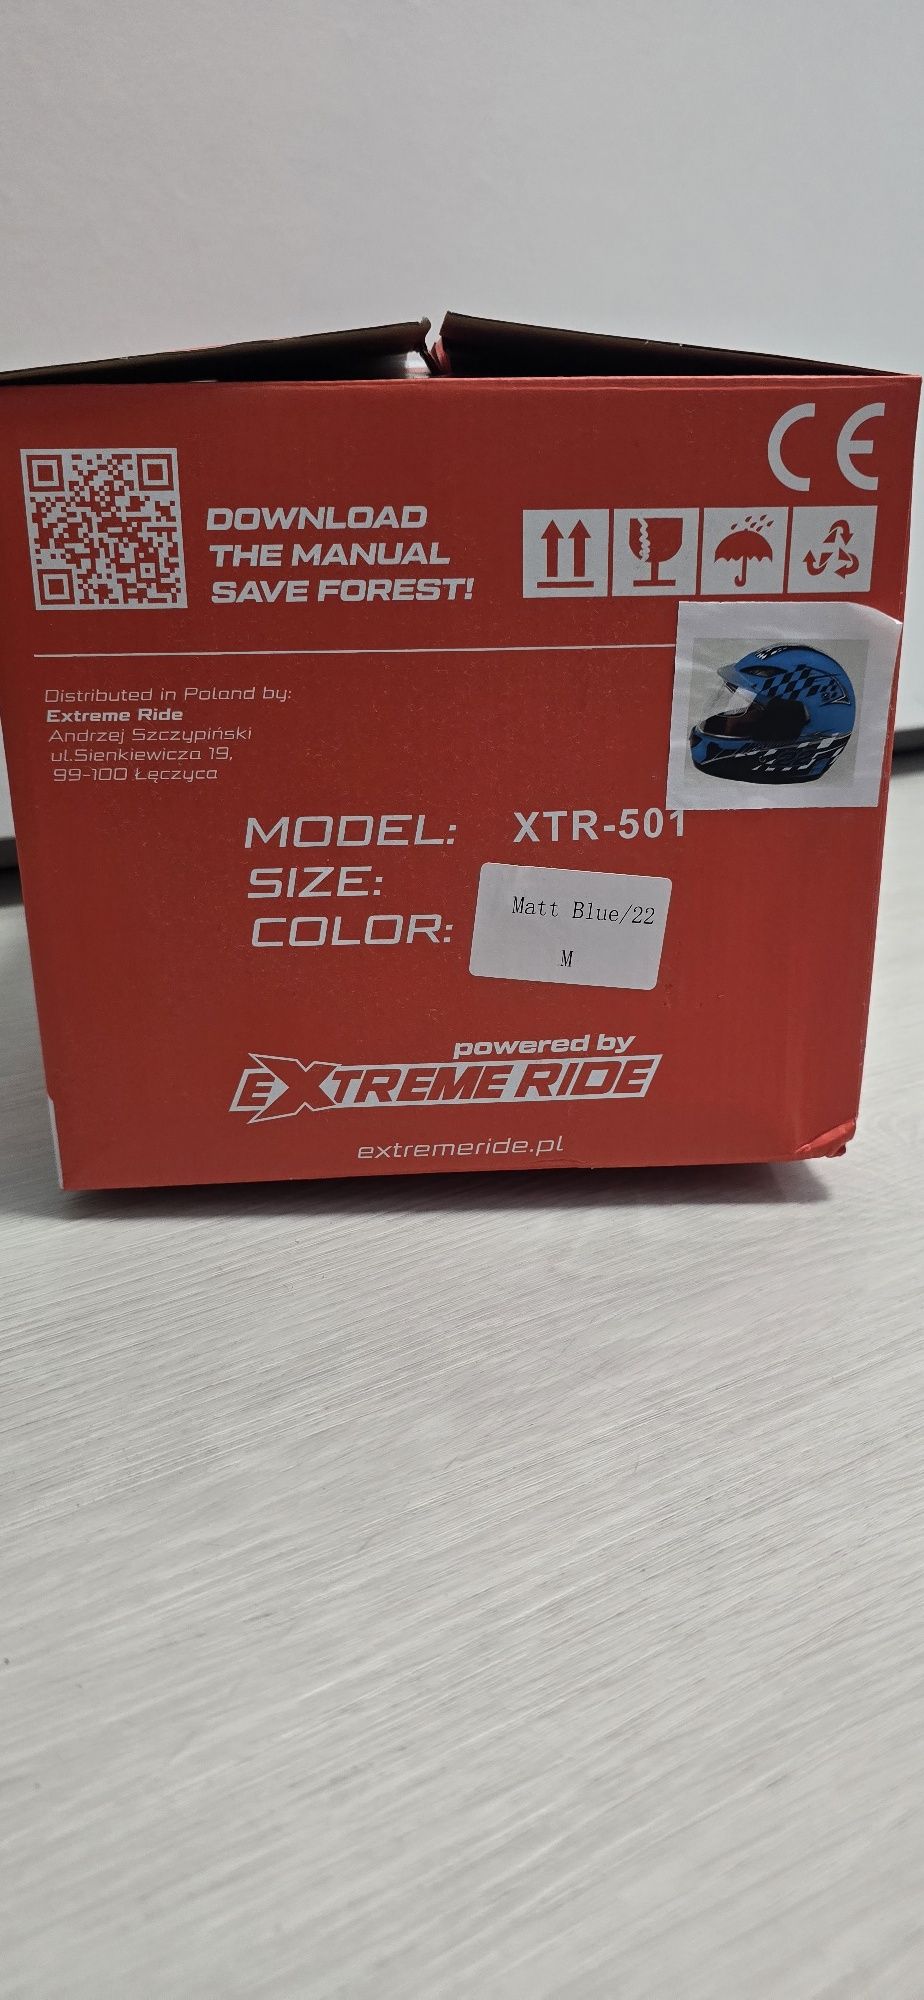 CE
DOWNLOAD
THE MANUAL
SAVE FOREST!
Distributed in Poland by:
Extreme Ride
Andrzej Szczypiński
ul.Sienkiewicza 19,
99-100 Łęczyca
MODEL: XTR-501
SIZE:
COLOR:
Matt Blue/22
M
powered by
EXTREME RIDE
extremeride.pl